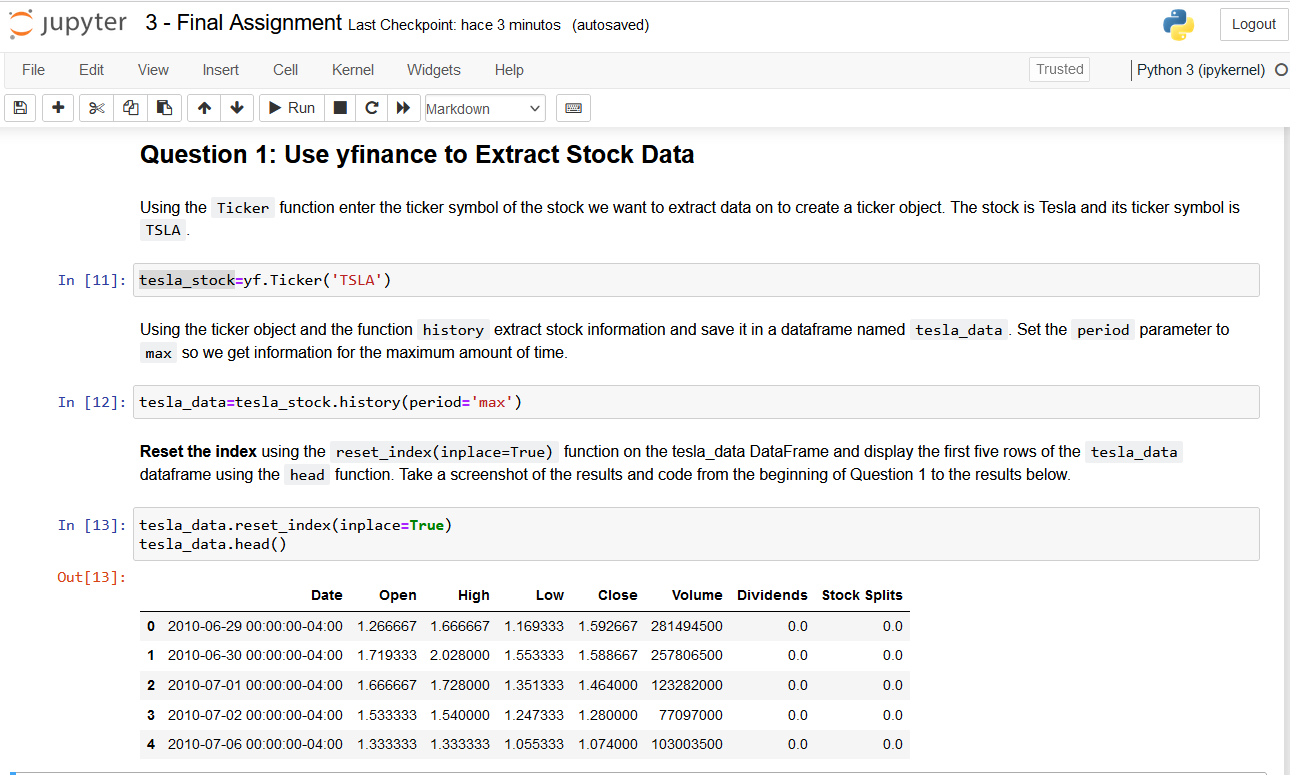 jupyter 3 - Final Assignment Last Checkpoint: hace 3 minutos (autosaved) Logout
File Edit View Insert Cell Kernel Widgets Help Trusted Python 3 (ipykernel)
Run Markdown
Question 1: Use yfinance to Extract Stock Data
Using the Ticker function enter the ticker symbol of the stock we want to extract data on to create a ticker object. The stock is Tesla and its ticker symbol is
TSLA .
In [11]: tesla_stock=yf.Ticker('TSLA')
Using the ticker object and the function history extract stock information and save it in a dataframe named tesla_data . Set the period parameter to
max so we get information for the maximum amount of time.
In [12]: tesla_data=tesla_stock.history(period='max')
Reset the index using the reset_index(inplace=True) function on the tesla_data DataFrame and display the first five rows of the tesla_data
dataframe using the head function. Take a screenshot of the results and code from the beginning of Question 1 to the results below.
In [13]: tesla_data.reset_index(inplace=True)
tesla_data.head()
Out[13]:
Date Open High Low Close Volume Dividends Stock Splits
0 2010-06-29 00:00:00-04:00 1.266667 1.666667 1.169333 1.592667 281494500 0.0 0.0
1 2010-06-30 00:00:00-04:00 1.719333 2.028000 1.553333 1.588667 257806500 0.0 0.0
2 2010-07-01 00:00:00-04:00 1.666667 1.728000 1.351333 1.464000 123282000 0.0 0.0
3 2010-07-02 00:00:00-04:00 1.533333 1.540000 1.247333 1.280000 77097000 0.0 0.0
4 2010-07-06 00:00:00-04:00 1.333333 1.333333 1.055333 1.074000 103003500 0.0 0.0